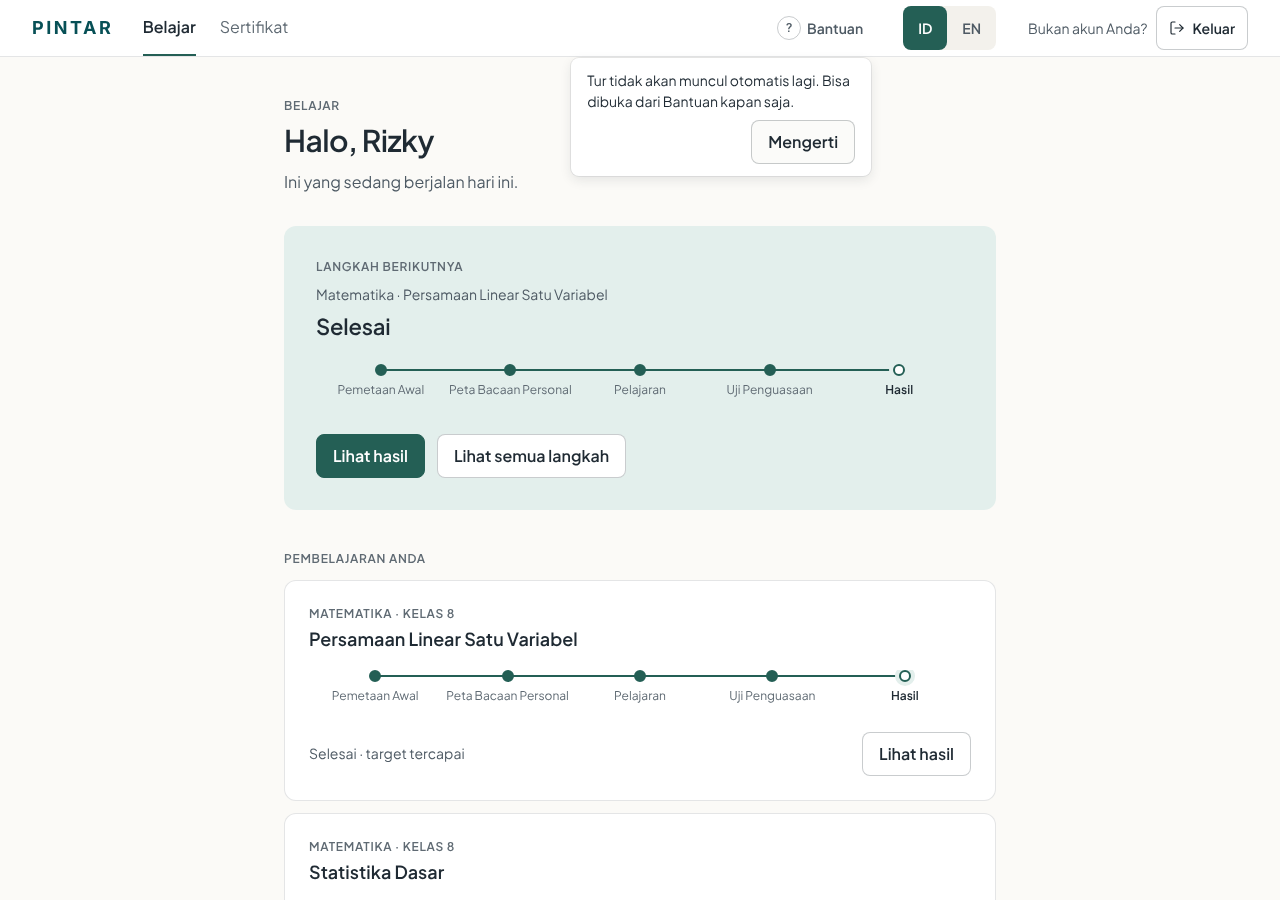 PINTAR
Belajar
Sertifikat
?
Bantuan
ID
EN
Bukan akun Anda?
Keluar
Tur tidak akan muncul otomatis lagi. Bisa
dibuka dari Bantuan kapan saja.
Mengerti
BELAJAR
Halo, Rizky
Ini yang sedang berjalan hari ini.
LANGKAH BERIKUTNYA
Matematika · Persamaan Linear Satu Variabel
Selesai
Pemetaan Awal
Peta Bacaan Personal
Pelajaran
Uji Penguasaan
Hasil
Lihat hasil
Lihat semua langkah
PEMBELAJARAN ANDA
MATEMATIKA · KELAS 8
Persamaan Linear Satu Variabel
Pemetaan Awal
Peta Bacaan Personal
Pelajaran
Uji Penguasaan
Hasil
Selesai · target tercapai
Lihat hasil
MATEMATIKA · KELAS 8
Statistika Dasar